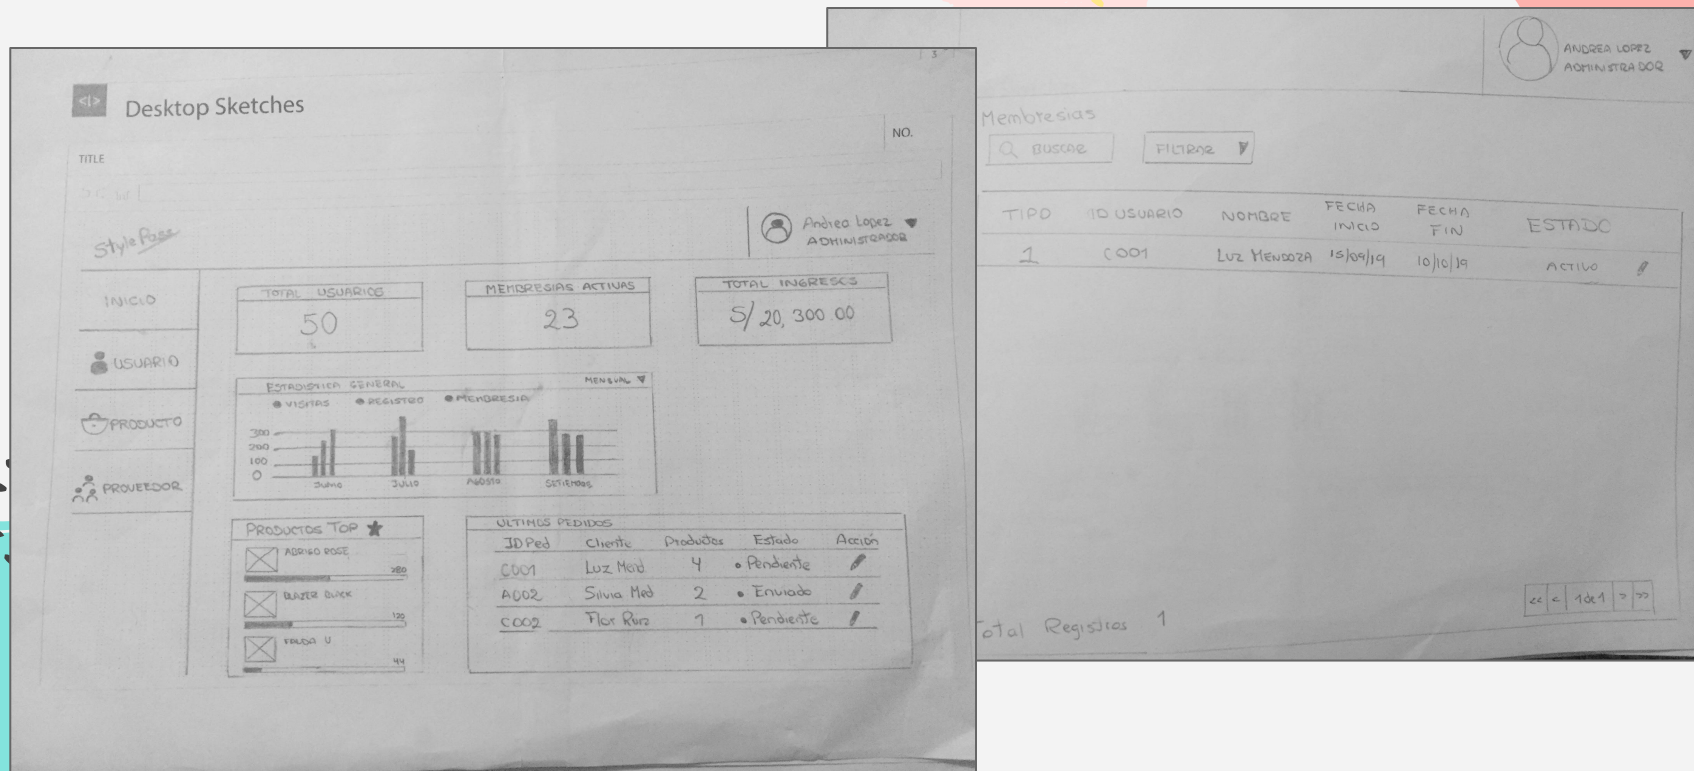 Desktop Sketches
NO.
TITLE
StylePase
Andrea Lopez
ADMINISTRADOR
INICIO
USUARIO
PRODUCTO
PROVEEDOR
TOTAL USUARIOS
50
MEMBRESIAS ACTIVAS
23
TOTAL INGRESOS
S/ 20,300.00
ESTADISTICA GENERAL
MENSUAL
VISITAS REGISTRO MEMBRESIA
300
200
100
0
JUNIO JULIO AGOSTO SETIEMBRE
PRODUCTOS TOP
ABRIGO ROSE
280
BLAZER BLACK
120
FALDA U
44
ULTIMOS PEDIDOS
ID Ped Cliente Productos Estado Acción
C001 Luz Mend. 4 Pendiente
A002 Silvia Med 2 Enviado
C002 Flor Ruiz 1 Pendiente
ANDREA LOPEZ
ADMINISTRADOR
Membresias
BUSCAR
FILTRAR
TIPO ID USUARIO NOMBRE FECHA INICIO FECHA FIN ESTADO
1 C001 LUZ MENDOZA 15/09/19 10/10/19 ACTIVO
<< < 1 de 1 > >>
otal Registros 1